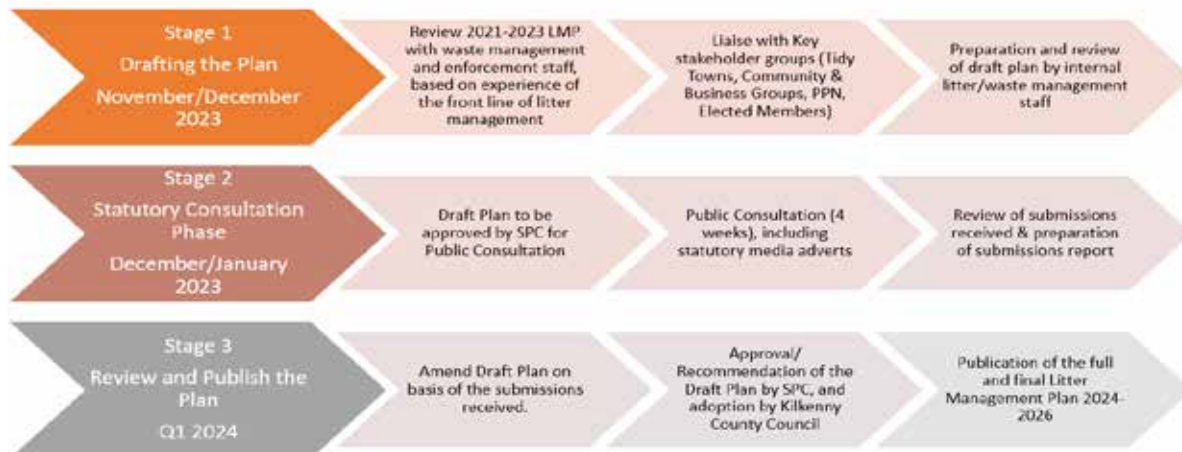 Stage 1
Drafting the Plan
November/December
2023
Review 2021-2023 LMP
with waste management
and enforcement staff,
based on experience of
the front line of litter
management
Liaise with Key
stakeholder groups (Tidy
Towns, Community &
Business Groups, PPN,
Elected Members)
Preparation and review
of draft plan by internal
litter/waste management
staff
Stage 2
Statutory Consultation
Phase
December/January
2023
Draft Plan to be
approved by SPC for
Public Consultation
Public Consultation (4
weeks), including
statutory media adverts
Review of submissions
received & preparation
of submissions report
Stage 3
Review and Publish the
Plan
Q1 2024
Amend Draft Plan on
basis of the submissions
received.
Approval/
Recommendation of the
Draft Plan by SPC, and
adoption by Kilkenny
County Council
Publication of the full
and final Litter
Management Plan 2024-
2026